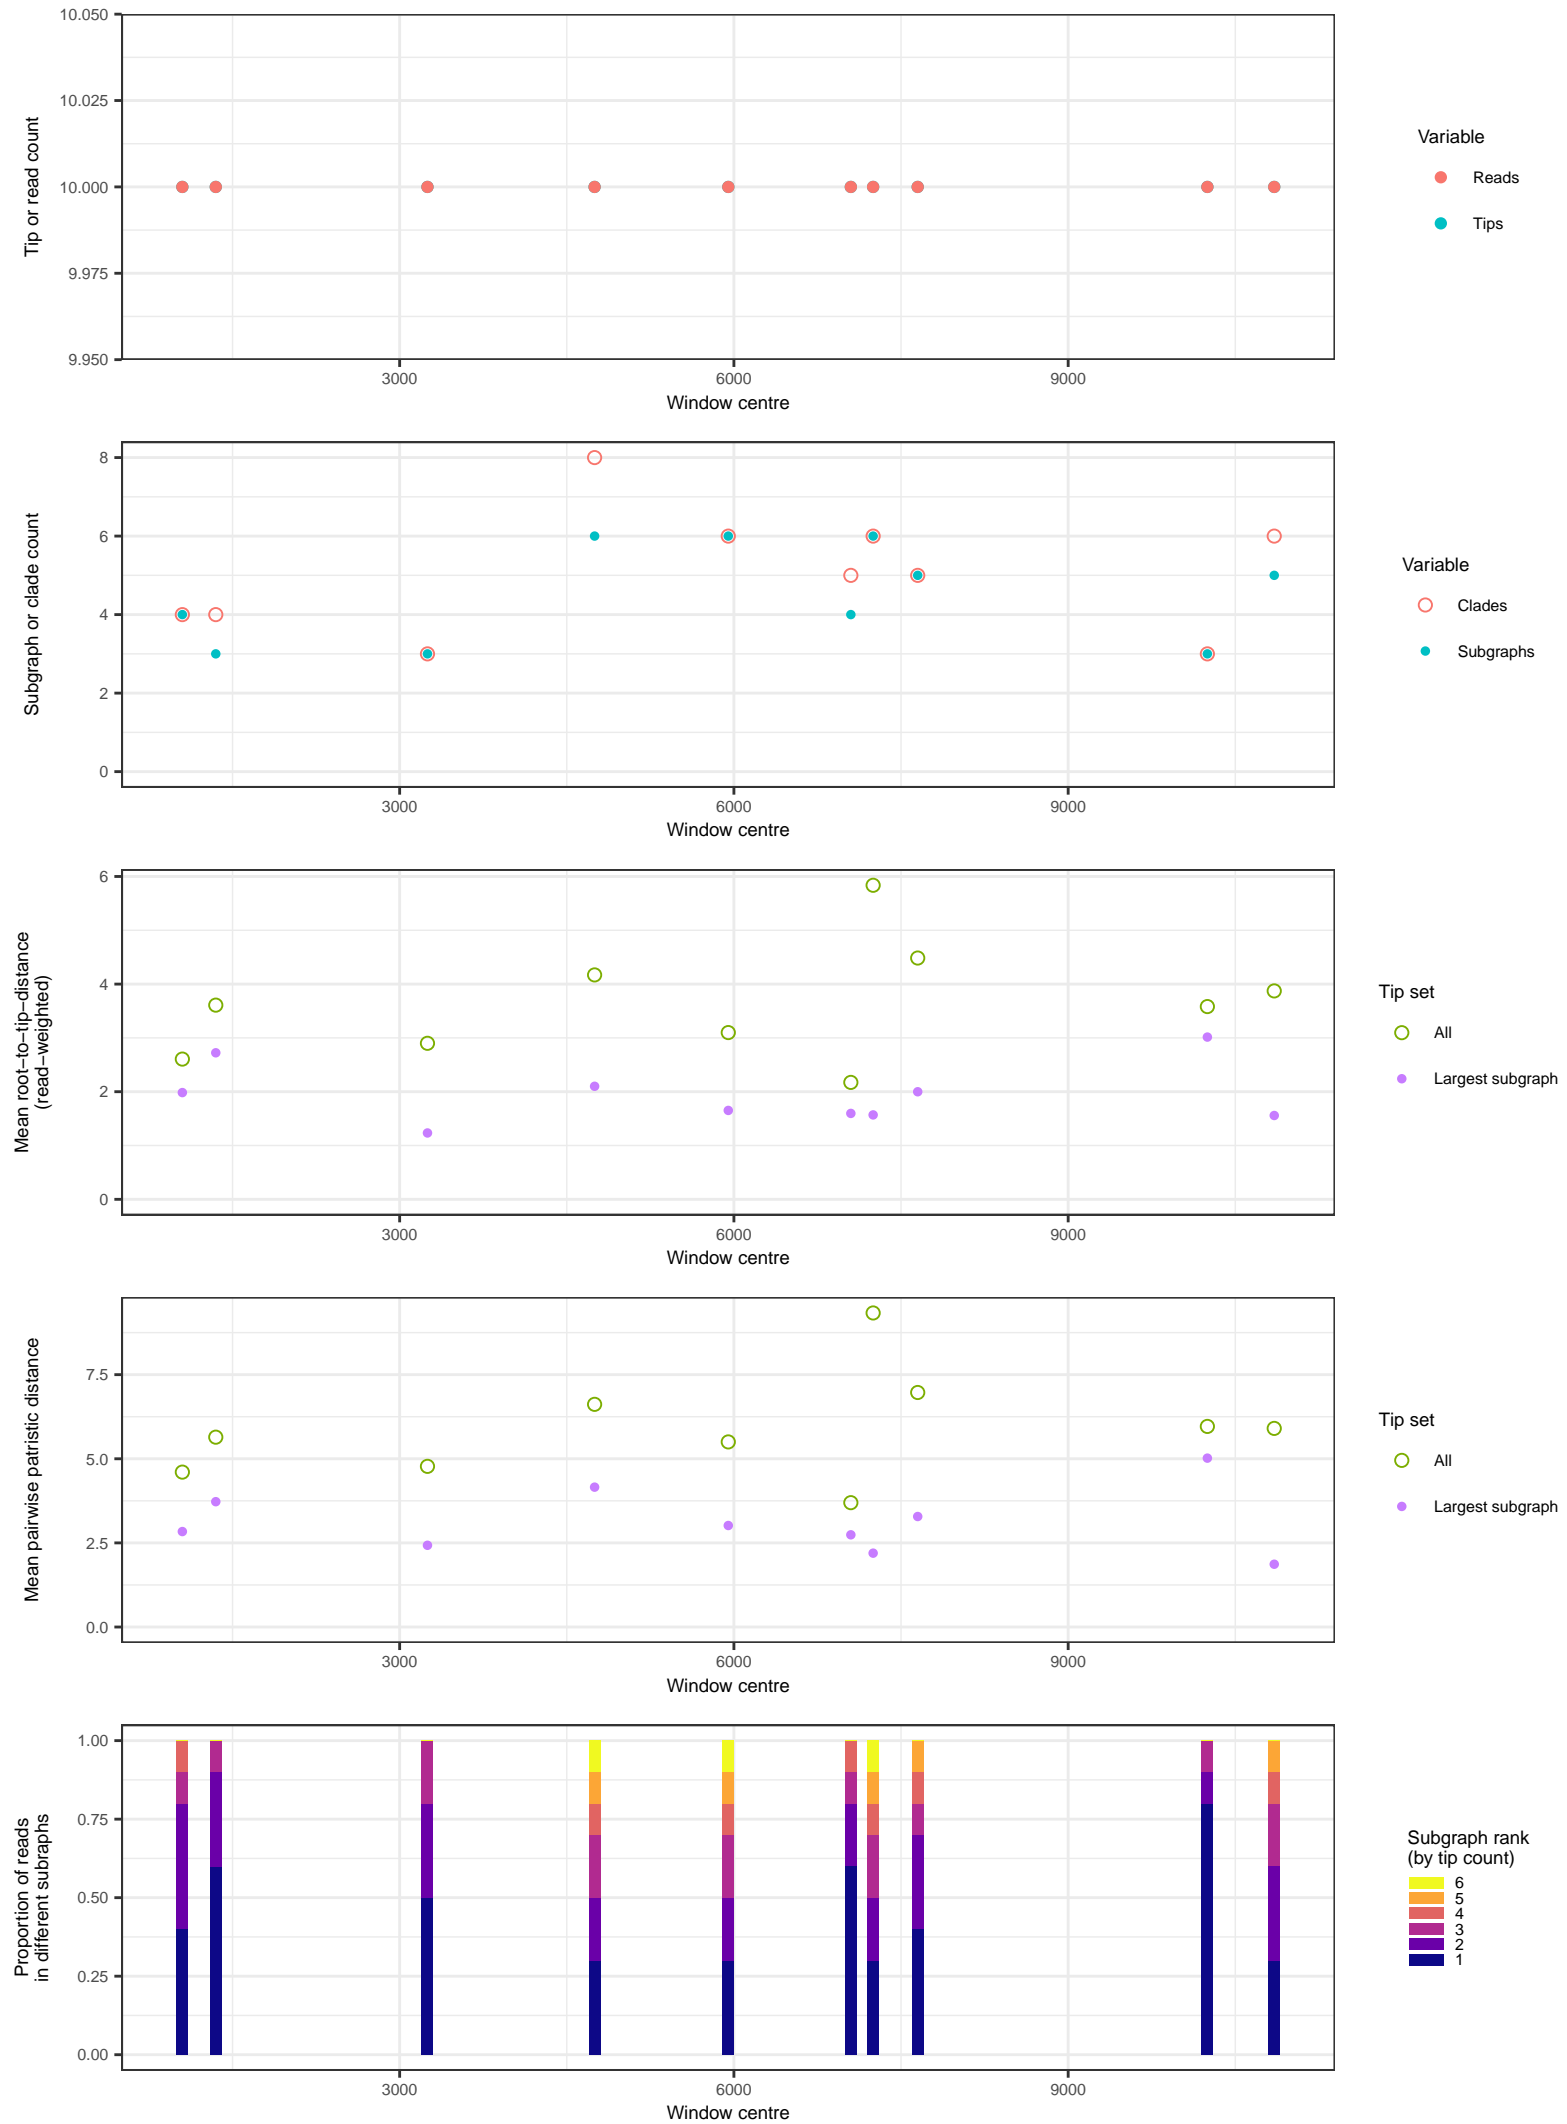 10.050
10.025
10.000
9.975
9.950
Tip or read count
3000 6000 9000
Window centre
Variable
Reads
Tips
8
6
4
2
0
Subgraph or clade count
3000 6000 9000
Window centre
Variable
Clades
Subgraphs
6
4
2
0
Mean root−to−tip−distance
(read−weighted)
3000 6000 9000
Window centre
Tip set
All
Largest subgraph
7.5
5.0
2.5
0.0
Mean pairwise patristic distance
3000 6000 9000
Window centre
Tip set
All
Largest subgraph
1.00
0.75
0.50
0.25
0.00
Proportion of reads
in different subraphs
3000 6000 9000
Window centre
Subgraph rank
(by tip count)
6
5
4
3
2
1